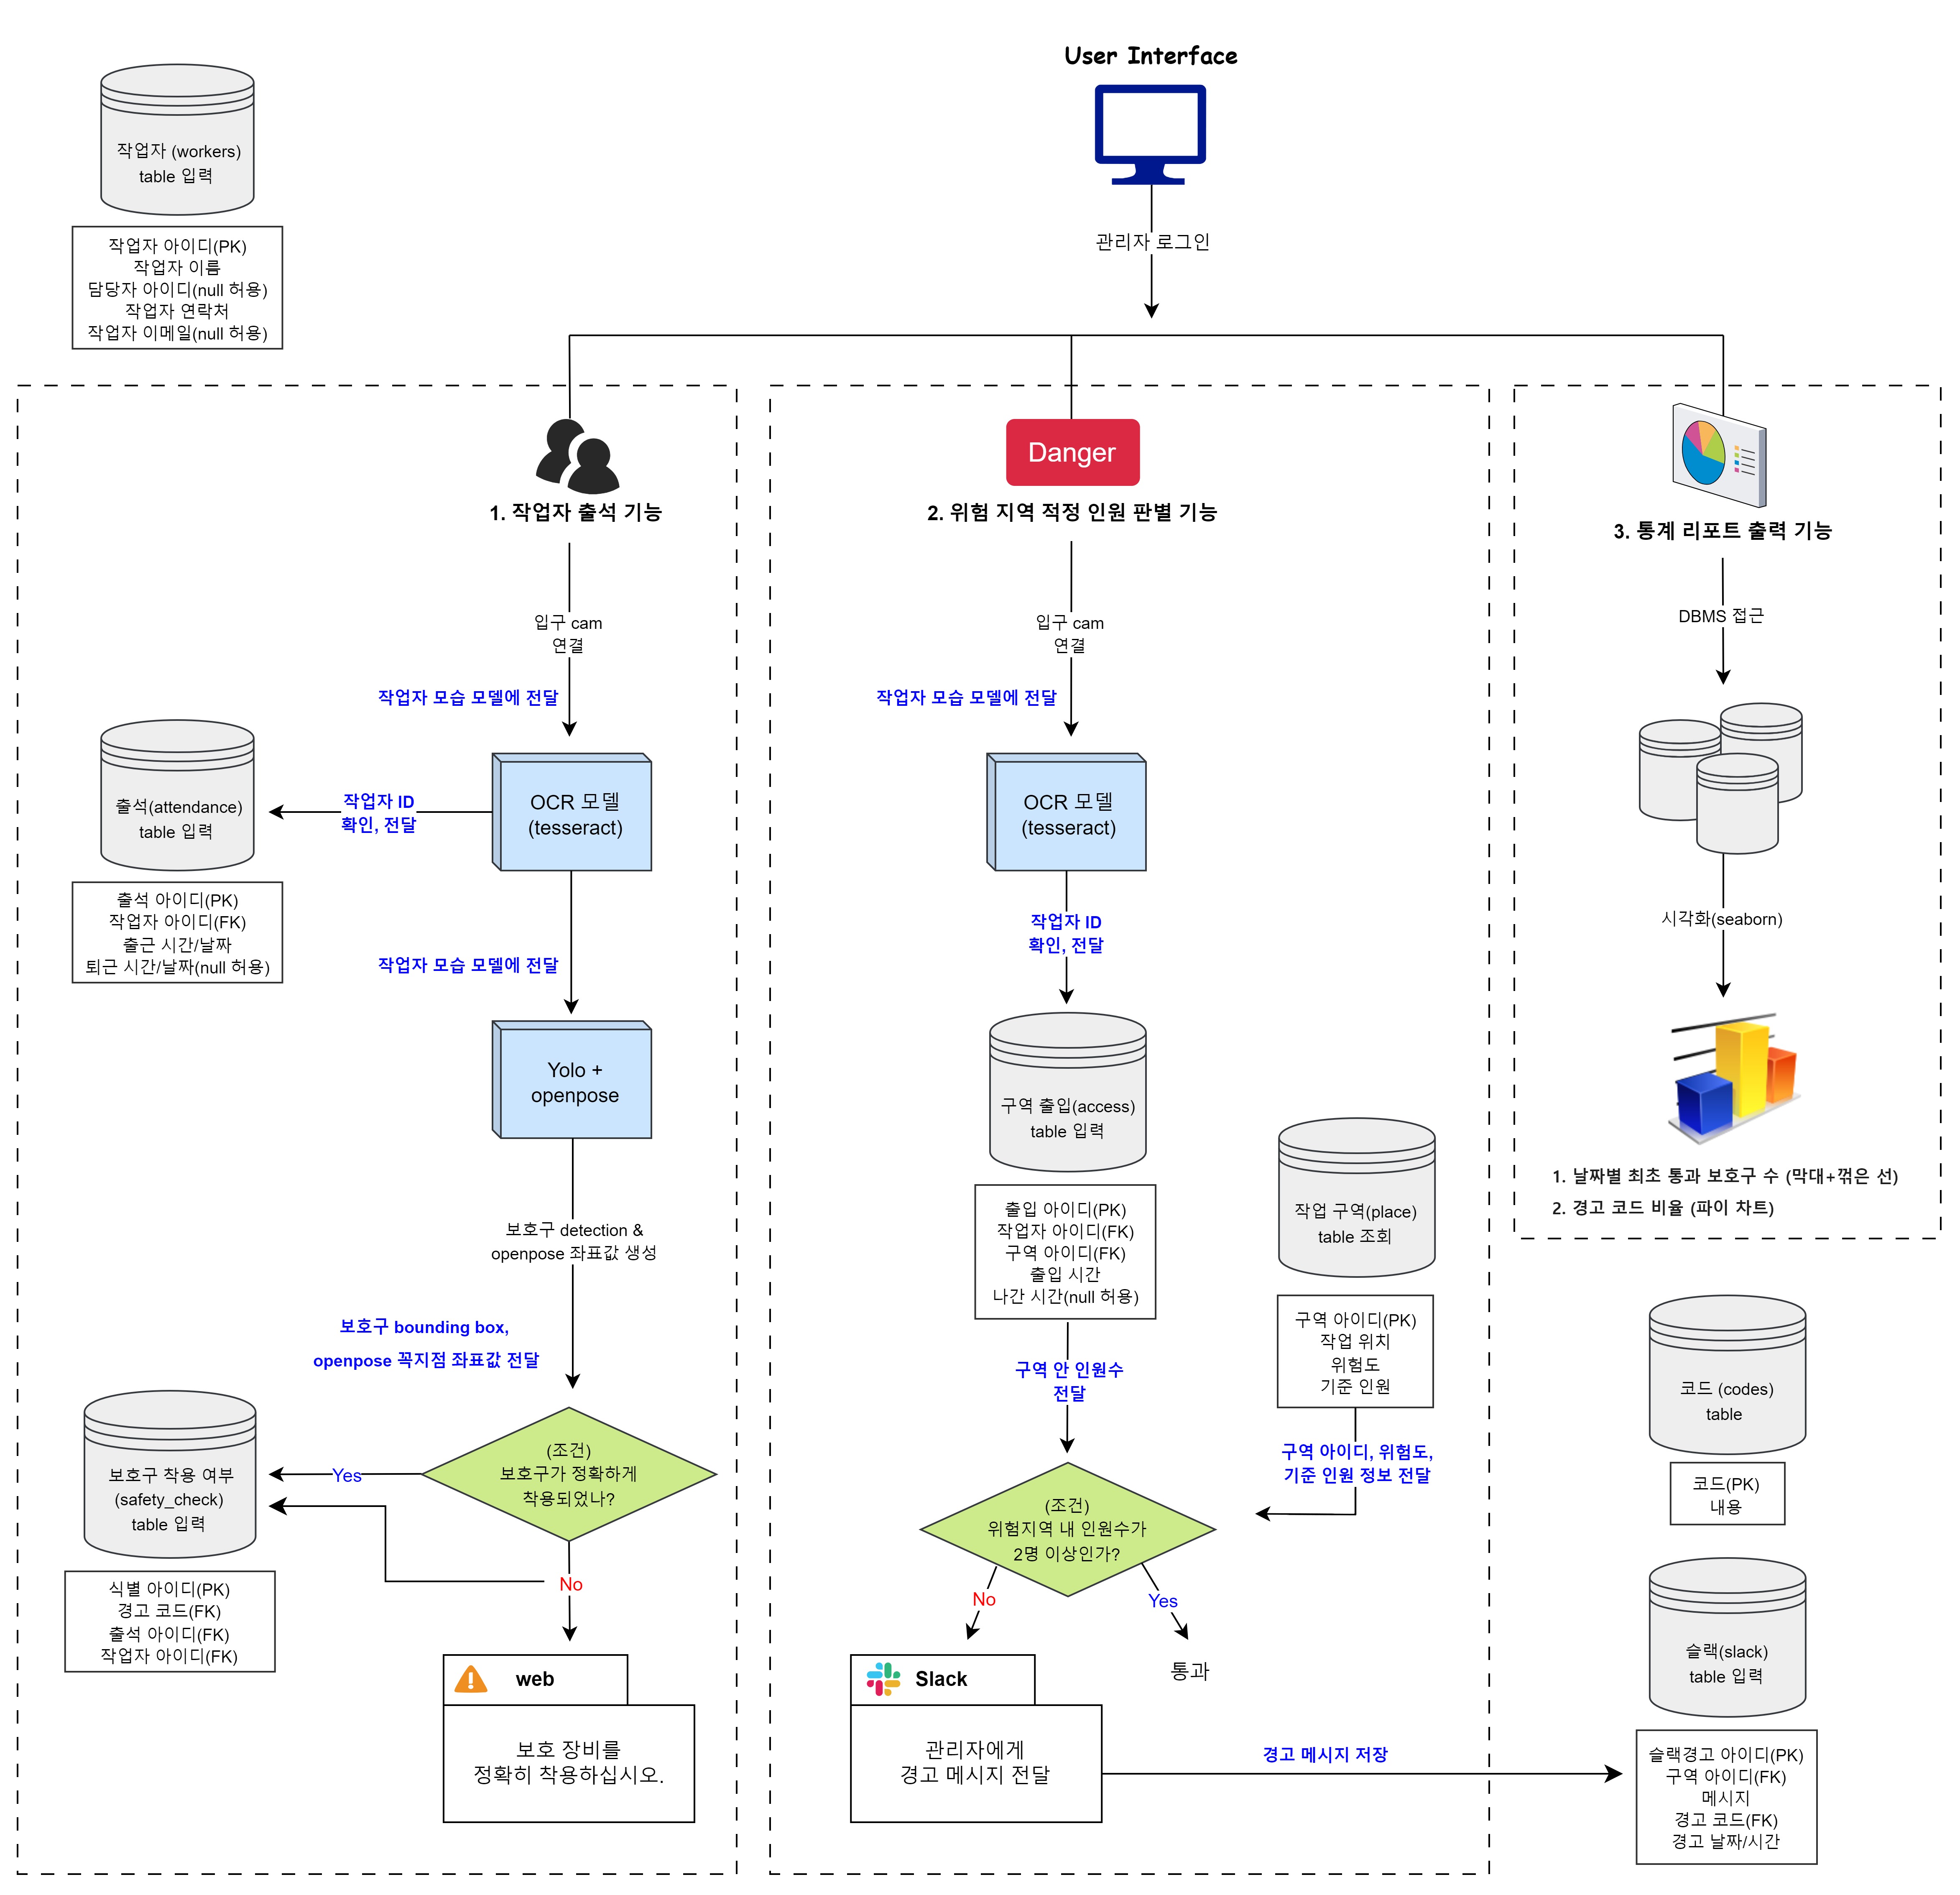 User Interface
관리자 로그인
작업자 (workers)
table 입력
작업자 아이디(PK)
작업자 이름
담당자 아이디(null 허용)
작업자 연락처
작업자 이메일(null 허용)
1. 작업자 출석 기능
입구 cam
연결
작업자 모습 모델에 전달
OCR 모델
(tesseract)
작업자 ID
확인, 전달
출석(attendance)
table 입력
출석 아이디(PK)
작업자 아이디(FK)
출근 시간/날짜
퇴근 시간/날짜(null 허용)
작업자 모습 모델에 전달
Yolo +
openpose
보호구 detection &
openpose 좌표값 생성
보호구 bounding box,
openpose 꼭지점 좌표값 전달
(조건)
보호구가 정확하게
착용되었나?
Yes
No
보호구 착용 여부
(safety_check)
table 입력
식별 아이디(PK)
경고 코드(FK)
출석 아이디(FK)
작업자 아이디(FK)
web
보호 장비를
정확히 착용하십시오.
Danger
2. 위험 지역 적정 인원 판별 기능
입구 cam
연결
작업자 모습 모델에 전달
OCR 모델
(tesseract)
작업자 ID
확인, 전달
구역 출입(access)
table 입력
출입 아이디(PK)
작업자 아이디(FK)
구역 아이디(FK)
출입 시간
나간 시간(null 허용)
구역 안 인원수
전달
작업 구역(place)
table 조회
구역 아이디(PK)
작업 위치
위험도
기준 인원
구역 아이디, 위험도,
기준 인원 정보 전달
(조건)
위험지역 내 인원수가
2명 이상인가?
No
Yes
통과
Slack
관리자에게
경고 메시지 전달
경고 메시지 저장
3. 통계 리포트 출력 기능
DBMS 접근
시각화(seaborn)
1. 날짜별 최초 통과 보호구 수 (막대+꺾은 선)
2. 경고 코드 비율 (파이 차트)
코드 (codes)
table
코드(PK)
내용
슬랙(slack)
table 입력
슬랙경고 아이디(PK)
구역 아이디(FK)
메시지
경고 코드(FK)
경고 날짜/시간